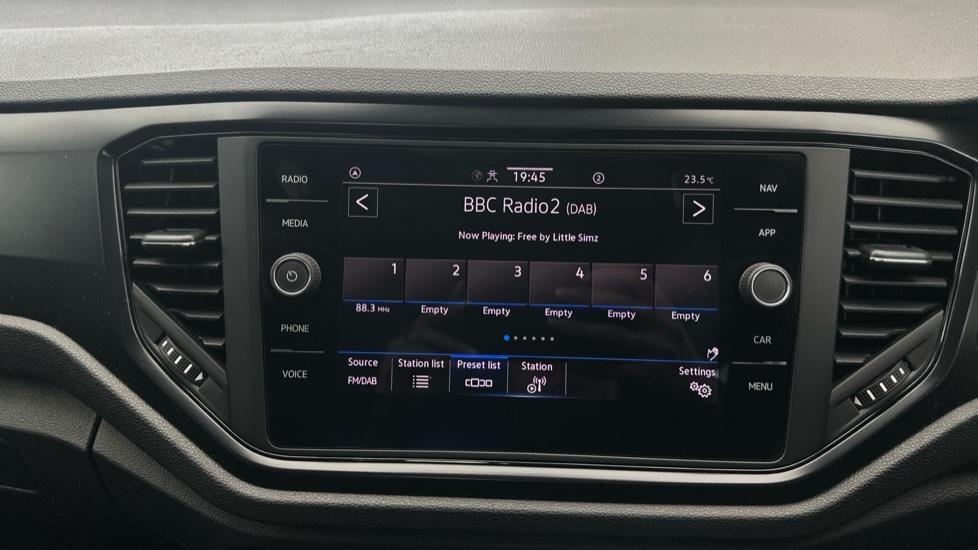 RADIO
MEDIA
PHONE
VOICE
19:45
2
23.5°C
<
BBC Radio2 (DAB)
>
Now Playing: Free by Little Simz
1 2 3 4 5 6
88.3 MHz Empty Empty Empty Empty Empty
Source Station list Preset list Station Settings
FM/DAB
NAV
APP
CAR
MENU